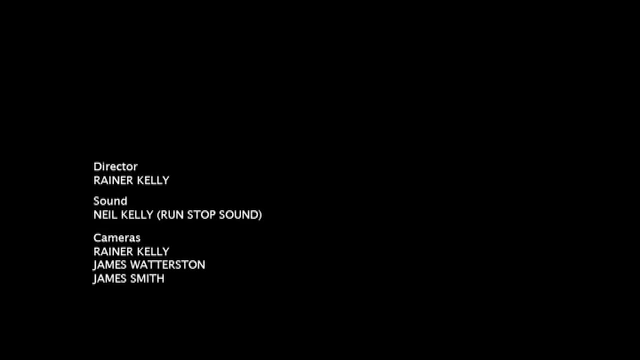 Director
RAINER KELLY
Sound
NEIL KELLY (RUN STOP SOUND)
Cameras
RAINER KELLY
JAMES WATTERSTON
JAMES SMITH